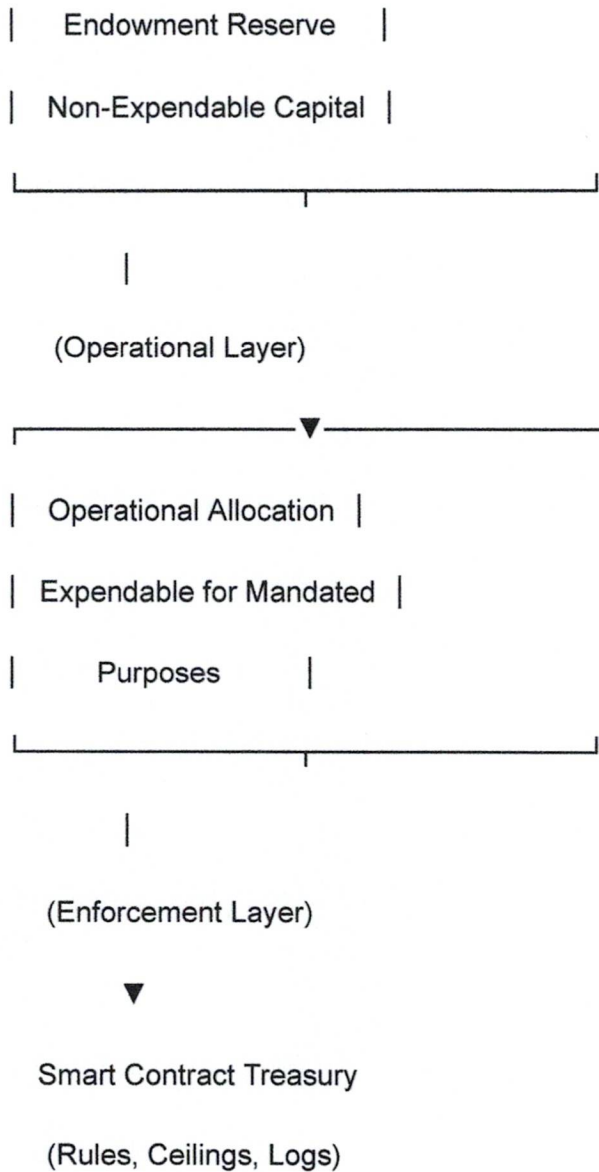 Endowment Reserve
Non-Expendable Capital
(Operational Layer)
Operational Allocation
Expendable for Mandated
Purposes
(Enforcement Layer)
Smart Contract Treasury
(Rules, Ceilings, Logs)